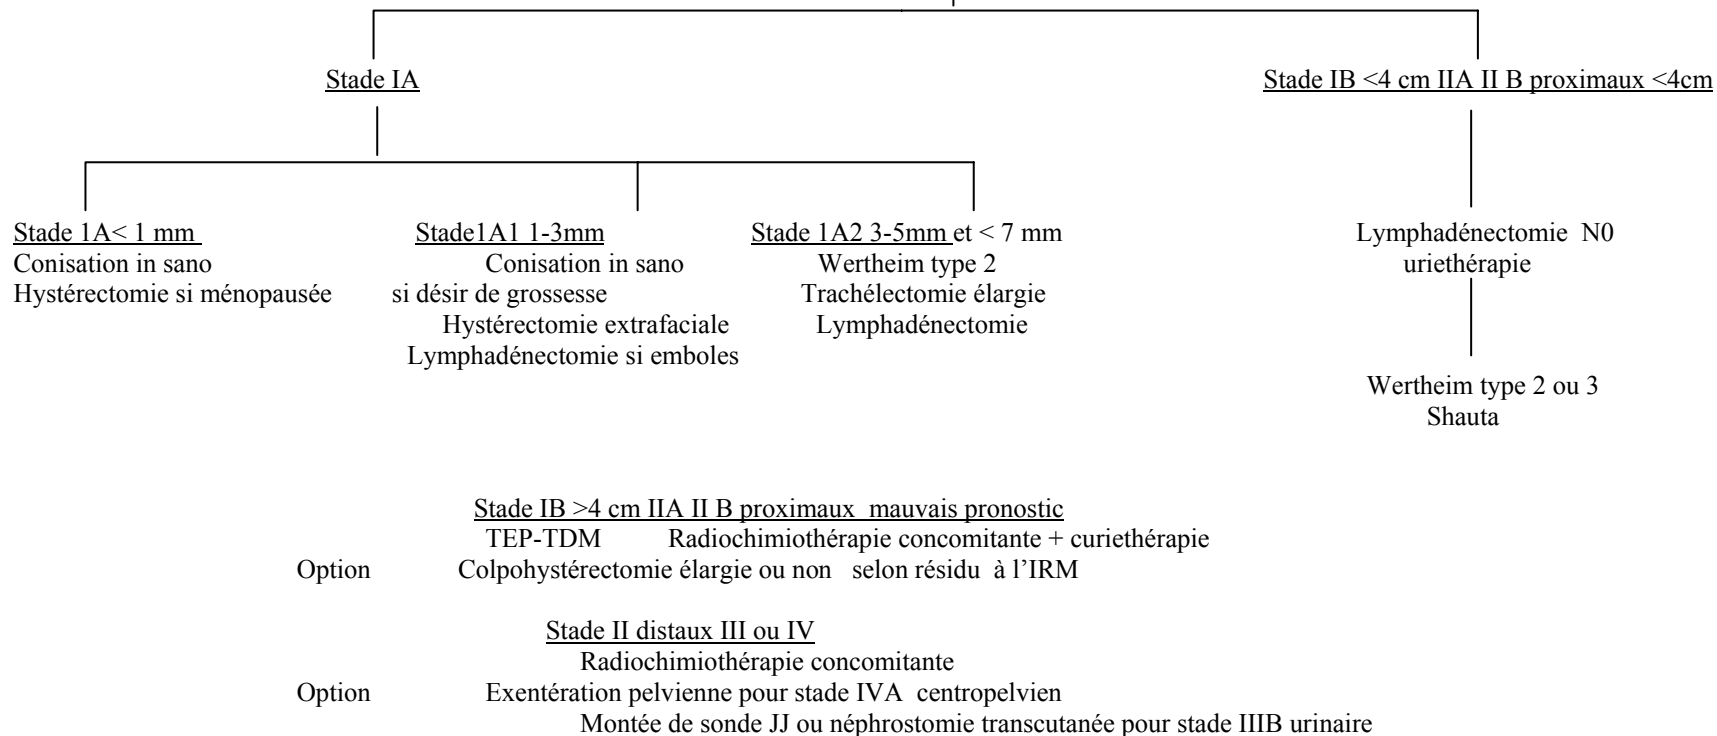 Stade IA
Stade IB <4 cm IIA II B proximaux <4cm
Stade 1A< 1 mm
Conisation in sano
Hystérectomie si ménopausée
Stade1A1 1-3mm
Conisation in sano
si désir de grossesse
Hystérectomie extrafaciale
Lymphadénectomie si emboles
Stade 1A2 3-5mm et < 7 mm
Wertheim type 2
Trachélectomie élargie
Lymphadénectomie
Lymphadénectomie N0
uriethérapie
Wertheim type 2 ou 3
Shauta
Stade IB >4 cm IIA II B proximaux mauvais pronostic
TEP-TDM Radiochimiothérapie concomitante + curiethérapie
Option Colpohystérectomie élargie ou non selon résidu à l'IRM
Stade II distaux III ou IV
Radiochimiothérapie concomitante
Option Exentération pelvienne pour stade IVA centropelvien
Montée de sonde JJ ou néphrostomie transcutanée pour stade IIIB urinaire